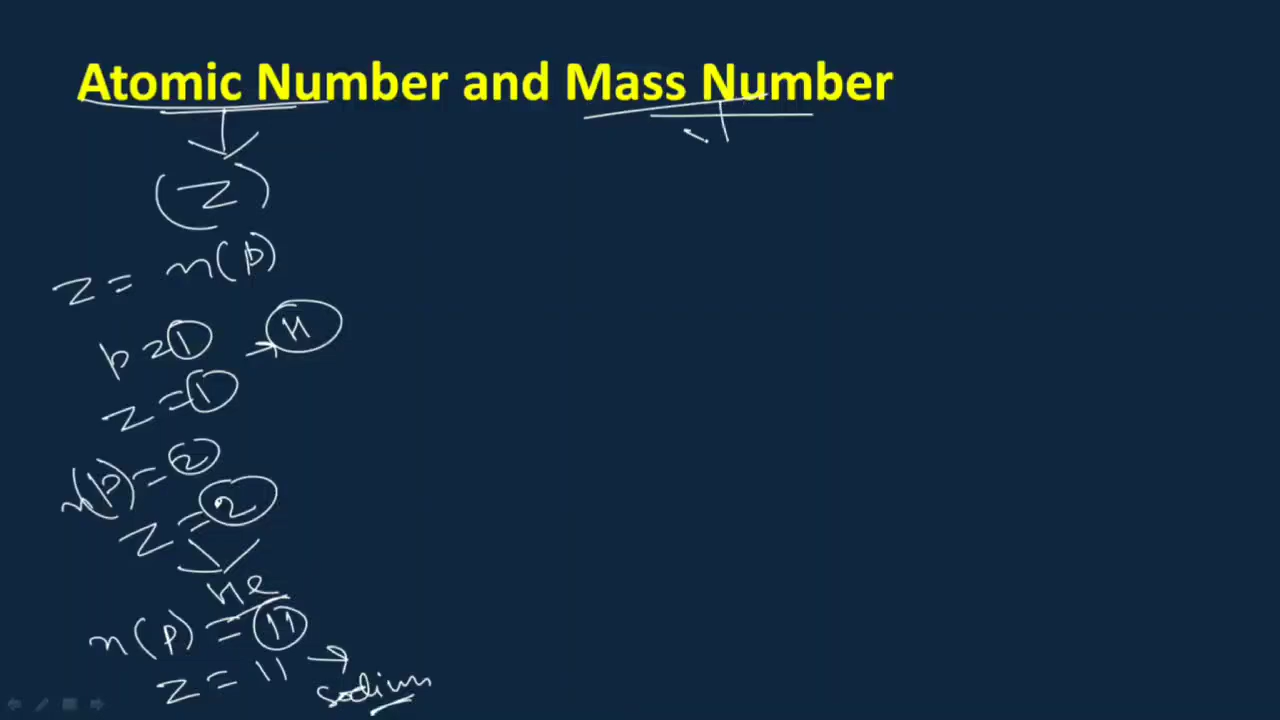 Atomic Number and Mass Number
(Z)
Z = n(p)
p = 1 → H
Z = 1
n(p) = 2
Z = 2
He
n(p) = 11
Z = 11 →
sodium